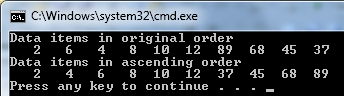 C:\Windows\system32\cmd.exe
Data items in original order
2 6 4 8 10 12 89 68 45 37
Data items in ascending order
2 4 6 8 10 12 37 45 68 89
Press any key to continue . . .